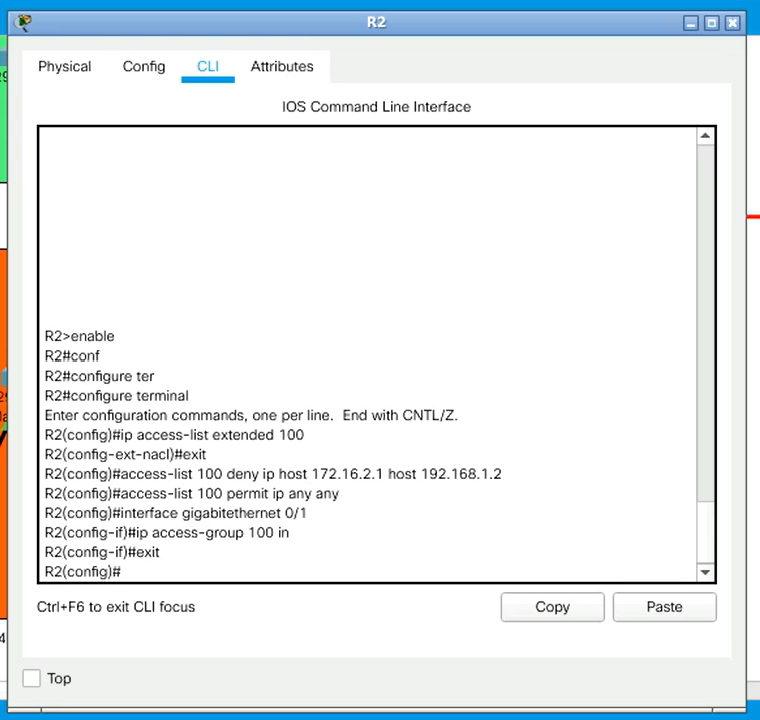 R2
Physical Config CLI Attributes
IOS Command Line Interface
R2>enable
R2#conf
R2#configure ter
R2#configure terminal
Enter configuration commands, one per line.  End with CNTL/Z.
R2(config)#ip access-list extended 100
R2(config-ext-nacl)#exit
R2(config)#access-list 100 deny ip host 172.16.2.1 host 192.168.1.2
R2(config)#access-list 100 permit ip any any
R2(config)#interface gigabitethernet 0/1
R2(config-if)#ip access-group 100 in
R2(config-if)#exit
R2(config)#
Ctrl+F6 to exit CLI focus
Copy Paste
Top